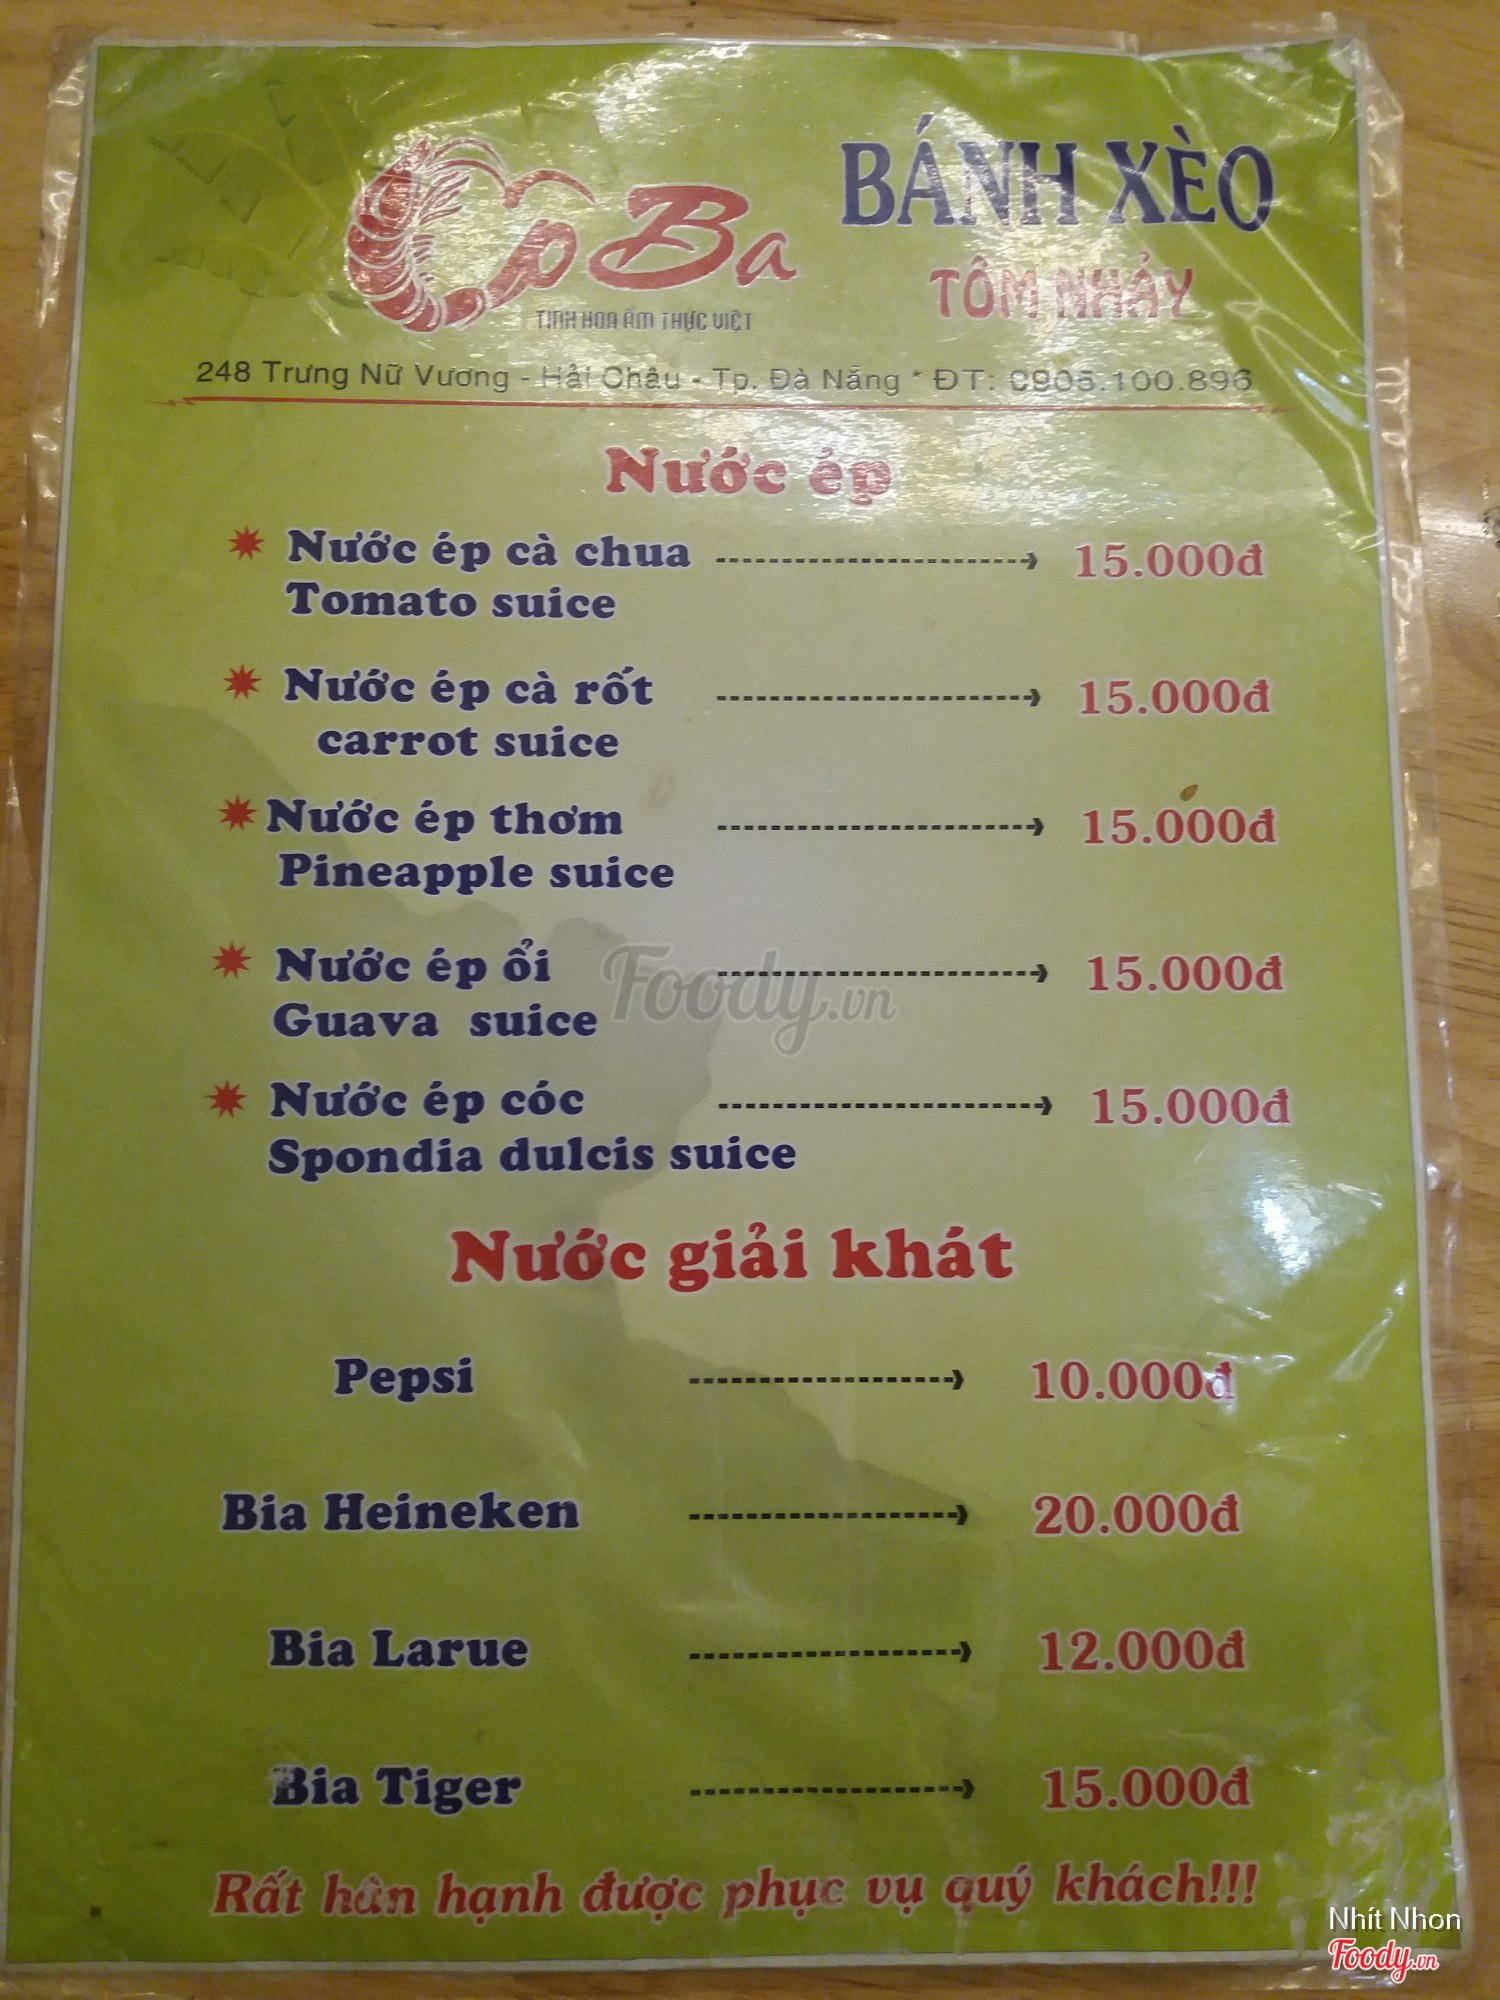 CôBa
TINH HOA ẨM THỰC VIỆT
BÁNH XÈO
TÔM NHẢY
248 Trưng Nữ Vương - Hải Châu - Tp. Đà Nẵng * ĐT: 0905.100.896
Nước ép
Nước ép cà chua 15.000đ
Tomato suice
Nước ép cà rốt 15.000đ
carrot suice
Nước ép thơm 15.000đ
Pineapple suice
Nước ép ổi 15.000đ
Guava suice
Nước ép cóc 15.000đ
Spondia dulcis suice
Foody.vn
Nước giải khát
Pepsi 10.000đ
Bia Heineken 20.000đ
Bia Larue 12.000đ
Bia Tiger 15.000đ
Rất hân hạnh được phục vụ quý khách!!!
Nhít Nhon
Foody.vn